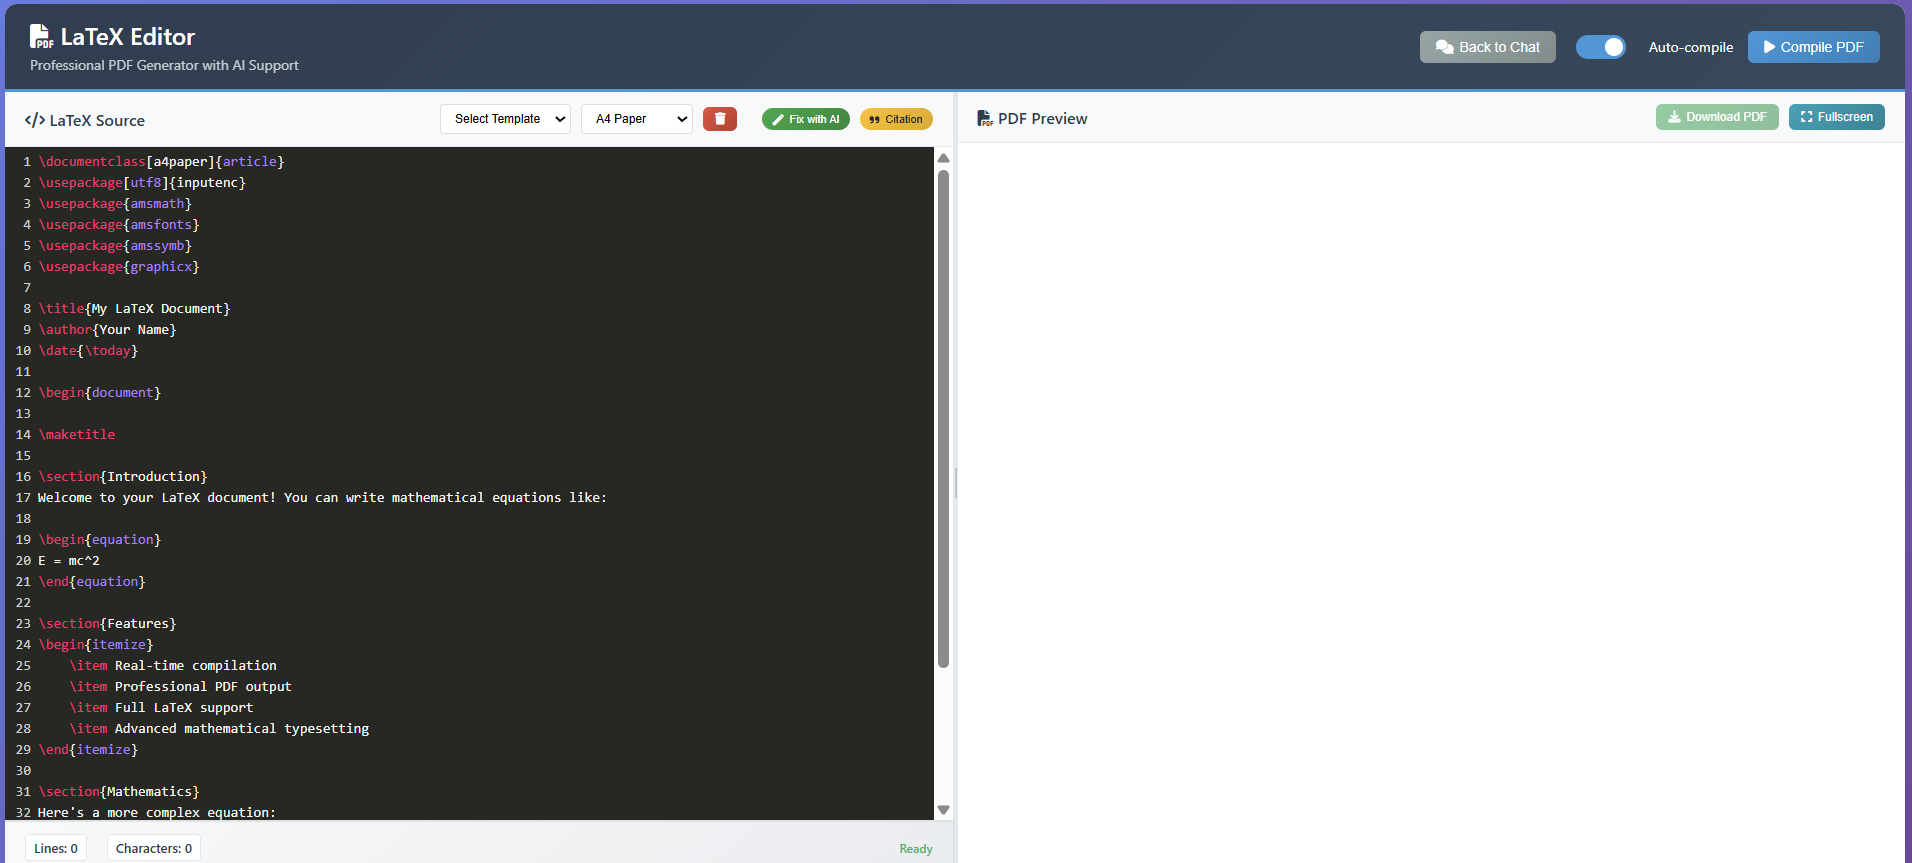 LaTeX Editor
Professional PDF Generator with AI Support
Back to Chat
Auto-compile
Compile PDF
</> LaTeX Source
Select Template
A4 Paper
Fix with AI
Citation
PDF Preview
Download PDF
Fullscreen
1 \documentclass[a4paper]{article}
2 \usepackage[utf8]{inputenc}
3 \usepackage{amsmath}
4 \usepackage{amsfonts}
5 \usepackage{amssymb}
6 \usepackage{graphicx}
7
8 \title{My LaTeX Document}
9 \author{Your Name}
10 \date{\today}
11
12 \begin{document}
13
14 \maketitle
15
16 \section{Introduction}
17 Welcome to your LaTeX document! You can write mathematical equations like:
18
19 \begin{equation}
20 E = mc^2
21 \end{equation}
22
23 \section{Features}
24 \begin{itemize}
25     \item Real-time compilation
26     \item Professional PDF output
27     \item Full LaTeX support
28     \item Advanced mathematical typesetting
29 \end{itemize}
30
31 \section{Mathematics}
32 Here's a more complex equation:
Lines: 0
Characters: 0
Ready